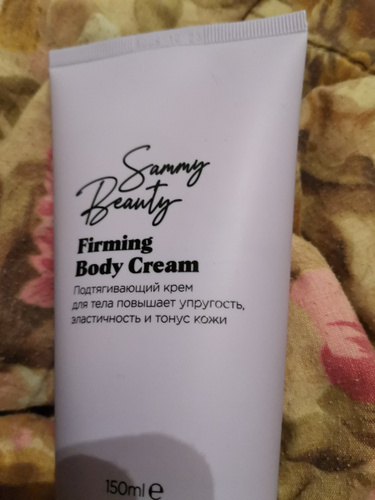 Sammy
Beauty
Firming
Body Cream
Подтягивающий крем
для тела повышает упругость,
эластичность и тонус кожи
150ml e